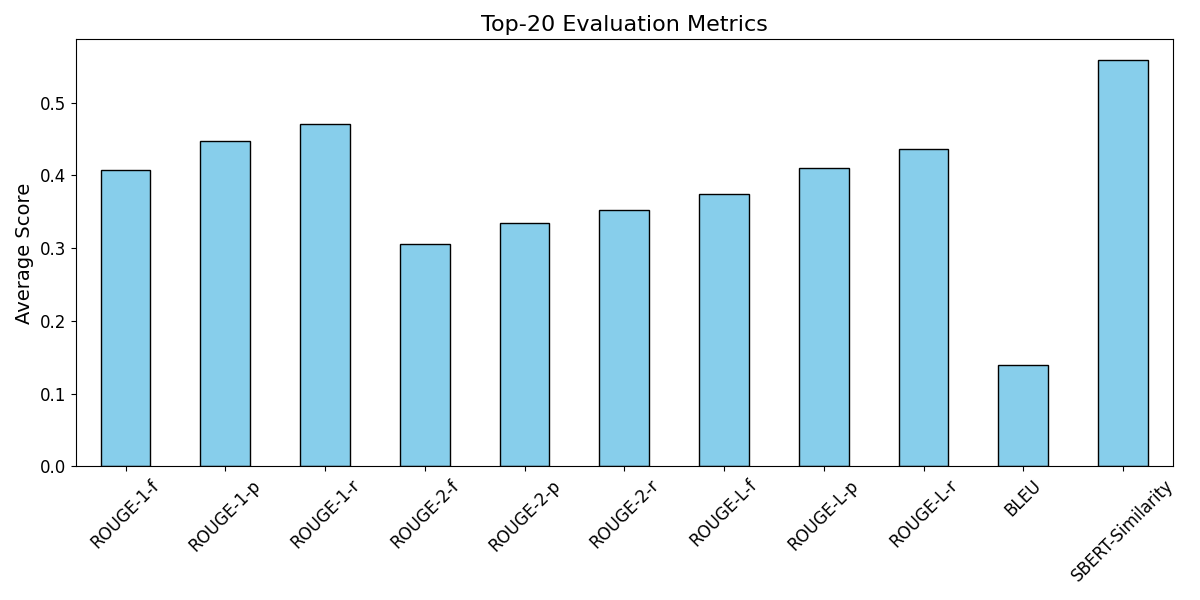 Top-20 Evaluation Metrics
Average Score
0.5
0.4
0.3
0.2
0.1
0.0
ROUGE-1-f
ROUGE-1-p
ROUGE-1-r
ROUGE-2-f
ROUGE-2-p
ROUGE-2-r
ROUGE-L-f
ROUGE-L-p
ROUGE-L-r
BLEU
SBERT-Similarity